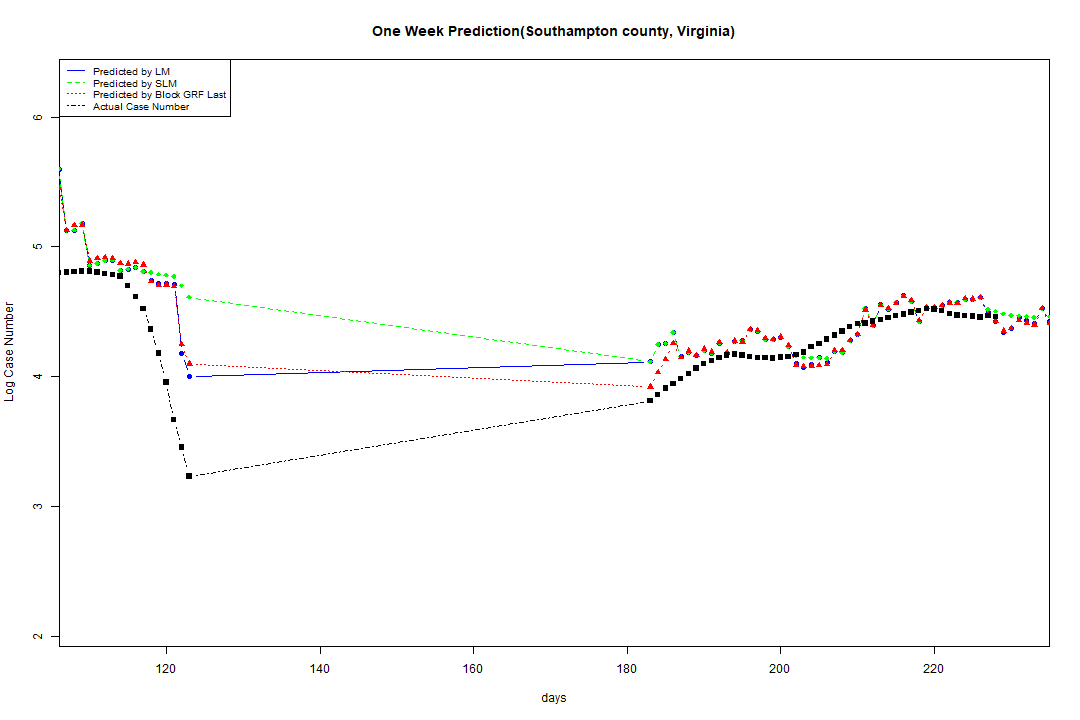 One Week Prediction(Southampton county, Virginia)
Predicted by LM
Predicted by SLM
Predicted by Block GRF Last
Actual Case Number
6
5
4
3
2
Log Case Number
120 140 160 180 200 220
days